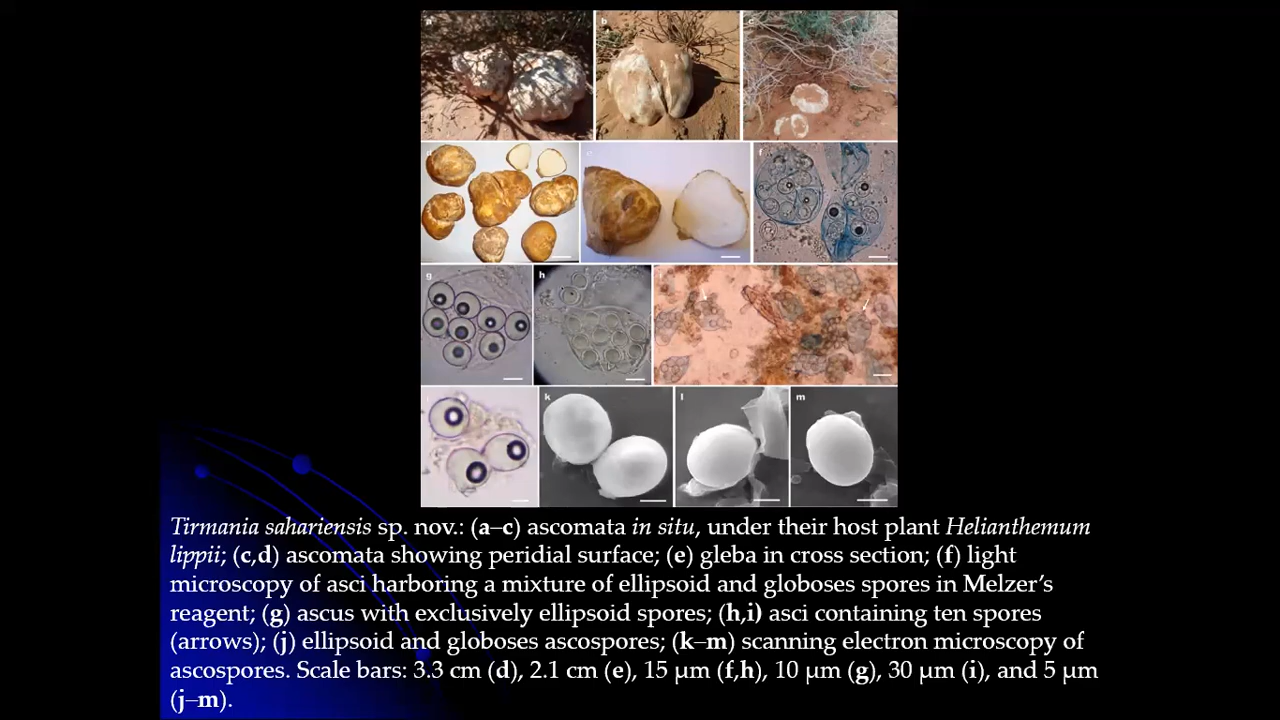 a
b
c
d
e
f
g
h
i
j
k
l
m
Tirmania sahariensis sp. nov.: (a–c) ascomata in situ, under their host plant Helianthemum
lippii; (c,d) ascomata showing peridial surface; (e) gleba in cross section; (f) light
microscopy of asci harboring a mixture of ellipsoid and globoses spores in Melzer’s
reagent; (g) ascus with exclusively ellipsoid spores; (h,i) asci containing ten spores
(arrows); (j) ellipsoid and globoses ascospores; (k–m) scanning electron microscopy of
ascospores. Scale bars: 3.3 cm (d), 2.1 cm (e), 15 µm (f,h), 10 µm (g), 30 µm (i), and 5 µm
(j–m).